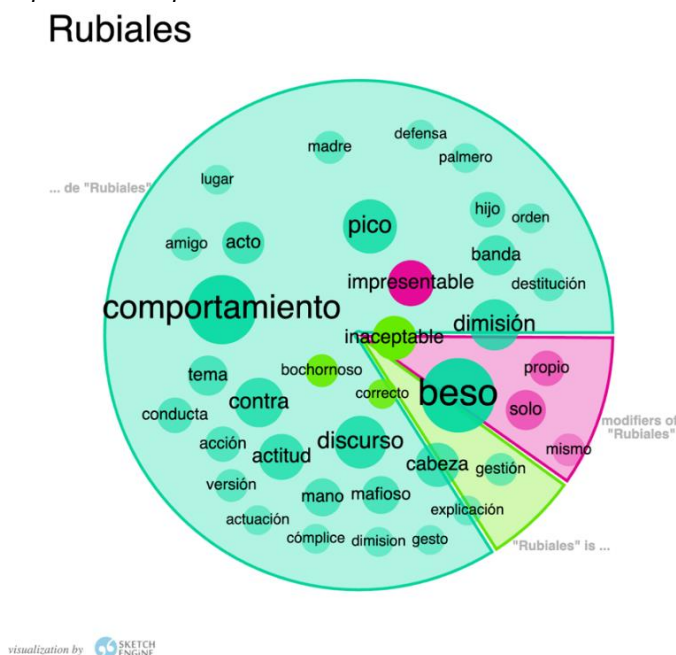 Rubiales
defensa
madre
palmero
... de "Rubiales"
lugar
hijo
orden
pico
amigo
acto
banda
impresentable
destitución
comportamiento
dimisión
inaceptable
tema
bochornoso
propio
correcto
beso
contra
solo
conducta
modifiers of
"Rubiales"
acción
discurso
actitud
mismo
cabeza
gestión
versión
mano
mafioso
explicación
actuación
cómplice
dimision
gesto
"Rubiales" is ...
visualization by
SKETCH
ENGINE